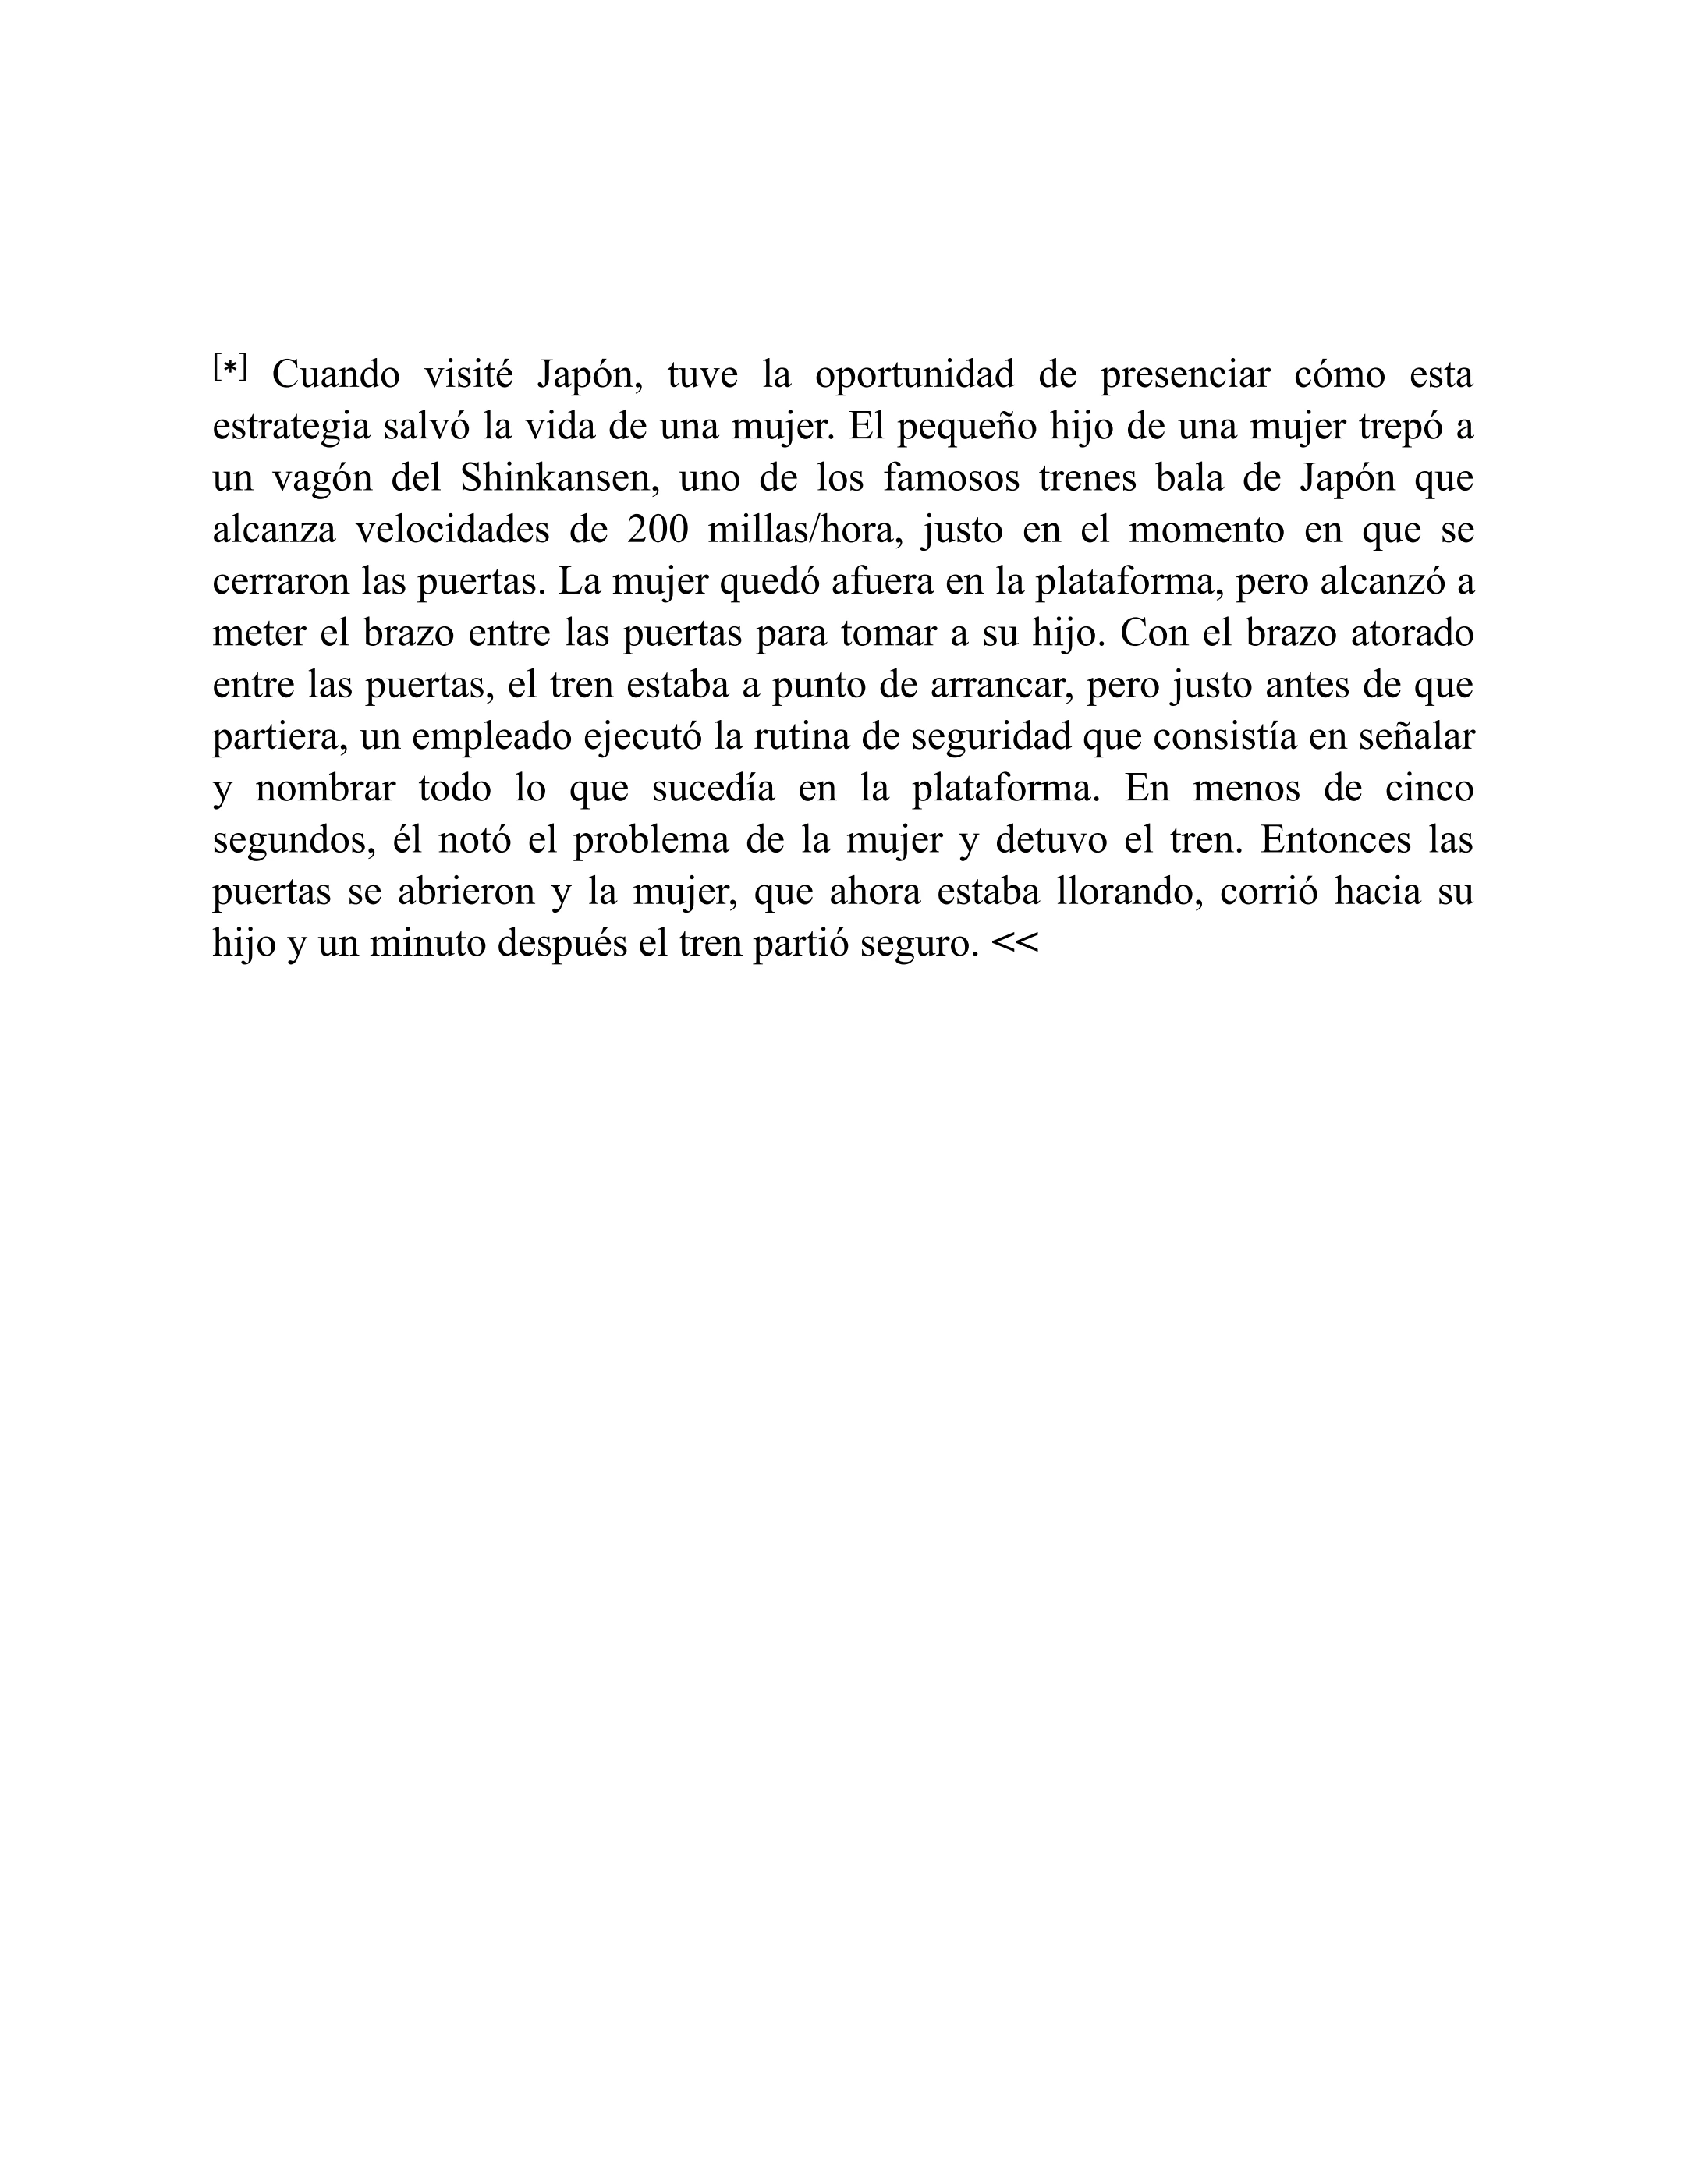 [*] Cuando visité Japón, tuve la oportunidad de presenciar cómo esta
estrategia salvó la vida de una mujer. El pequeño hijo de una mujer trepó a
un vagón del Shinkansen, uno de los famosos trenes bala de Japón que
alcanza velocidades de 200 millas/hora, justo en el momento en que se
cerraron las puertas. La mujer quedó afuera en la plataforma, pero alcanzó a
meter el brazo entre las puertas para tomar a su hijo. Con el brazo atorado
entre las puertas, el tren estaba a punto de arrancar, pero justo antes de que
partiera, un empleado ejecutó la rutina de seguridad que consistía en señalar
y nombrar todo lo que sucedía en la plataforma. En menos de cinco
segundos, él notó el problema de la mujer y detuvo el tren. Entonces las
puertas se abrieron y la mujer, que ahora estaba llorando, corrió hacia su
hijo y un minuto después el tren partió seguro. <<